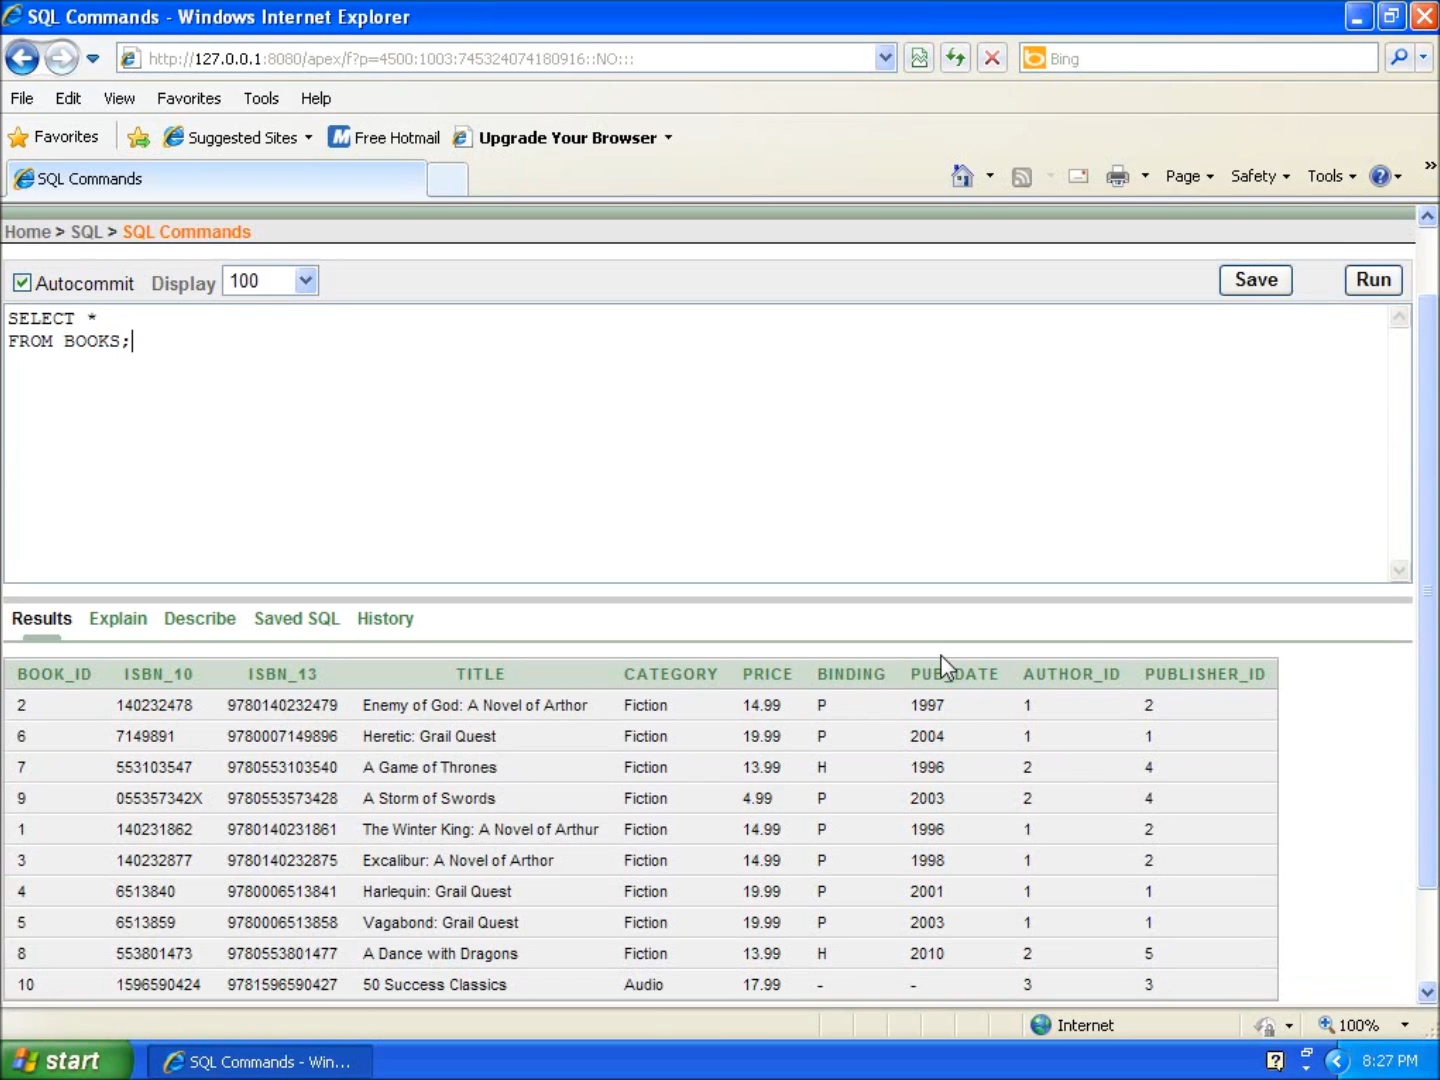 SQL Commands - Windows Internet Explorer
http://127.0.0.1:8080/apex/f?p=4500:1003:745324074180916::NO:::
Bing
File Edit View Favorites Tools Help
Favorites Suggested Sites Free Hotmail Upgrade Your Browser
SQL Commands Page Safety Tools
Home > SQL > SQL Commands
Autocommit Display 100 Save Run
SELECT *
FROM BOOKS;
Results Explain Describe Saved SQL History
BOOK_ID ISBN_10 ISBN_13 TITLE CATEGORY PRICE BINDING PUB_DATE AUTHOR_ID PUBLISHER_ID
2 140232478 9780140232479 Enemy of God: A Novel of Arthor Fiction 14.99 P 1997 1 2
6 7149891 9780007149896 Heretic: Grail Quest Fiction 19.99 P 2004 1 1
7 553103547 9780553103540 A Game of Thrones Fiction 13.99 H 1996 2 4
9 055357342X 9780553573428 A Storm of Swords Fiction 4.99 P 2003 2 4
1 140231862 9780140231861 The Winter King: A Novel of Arthur Fiction 14.99 P 1996 1 2
3 140232877 9780140232875 Excalibur: A Novel of Arthor Fiction 14.99 P 1998 1 2
4 6513840 9780006513841 Harlequin: Grail Quest Fiction 19.99 P 2001 1 1
5 6513859 9780006513858 Vagabond: Grail Quest Fiction 19.99 P 2003 1 1
8 553801473 9780553801477 A Dance with Dragons Fiction 13.99 H 2010 2 5
10 1596590424 9781596590427 50 Success Classics Audio 17.99 - - 3 3
Internet 100%
start SQL Commands - Win... 8:27 PM